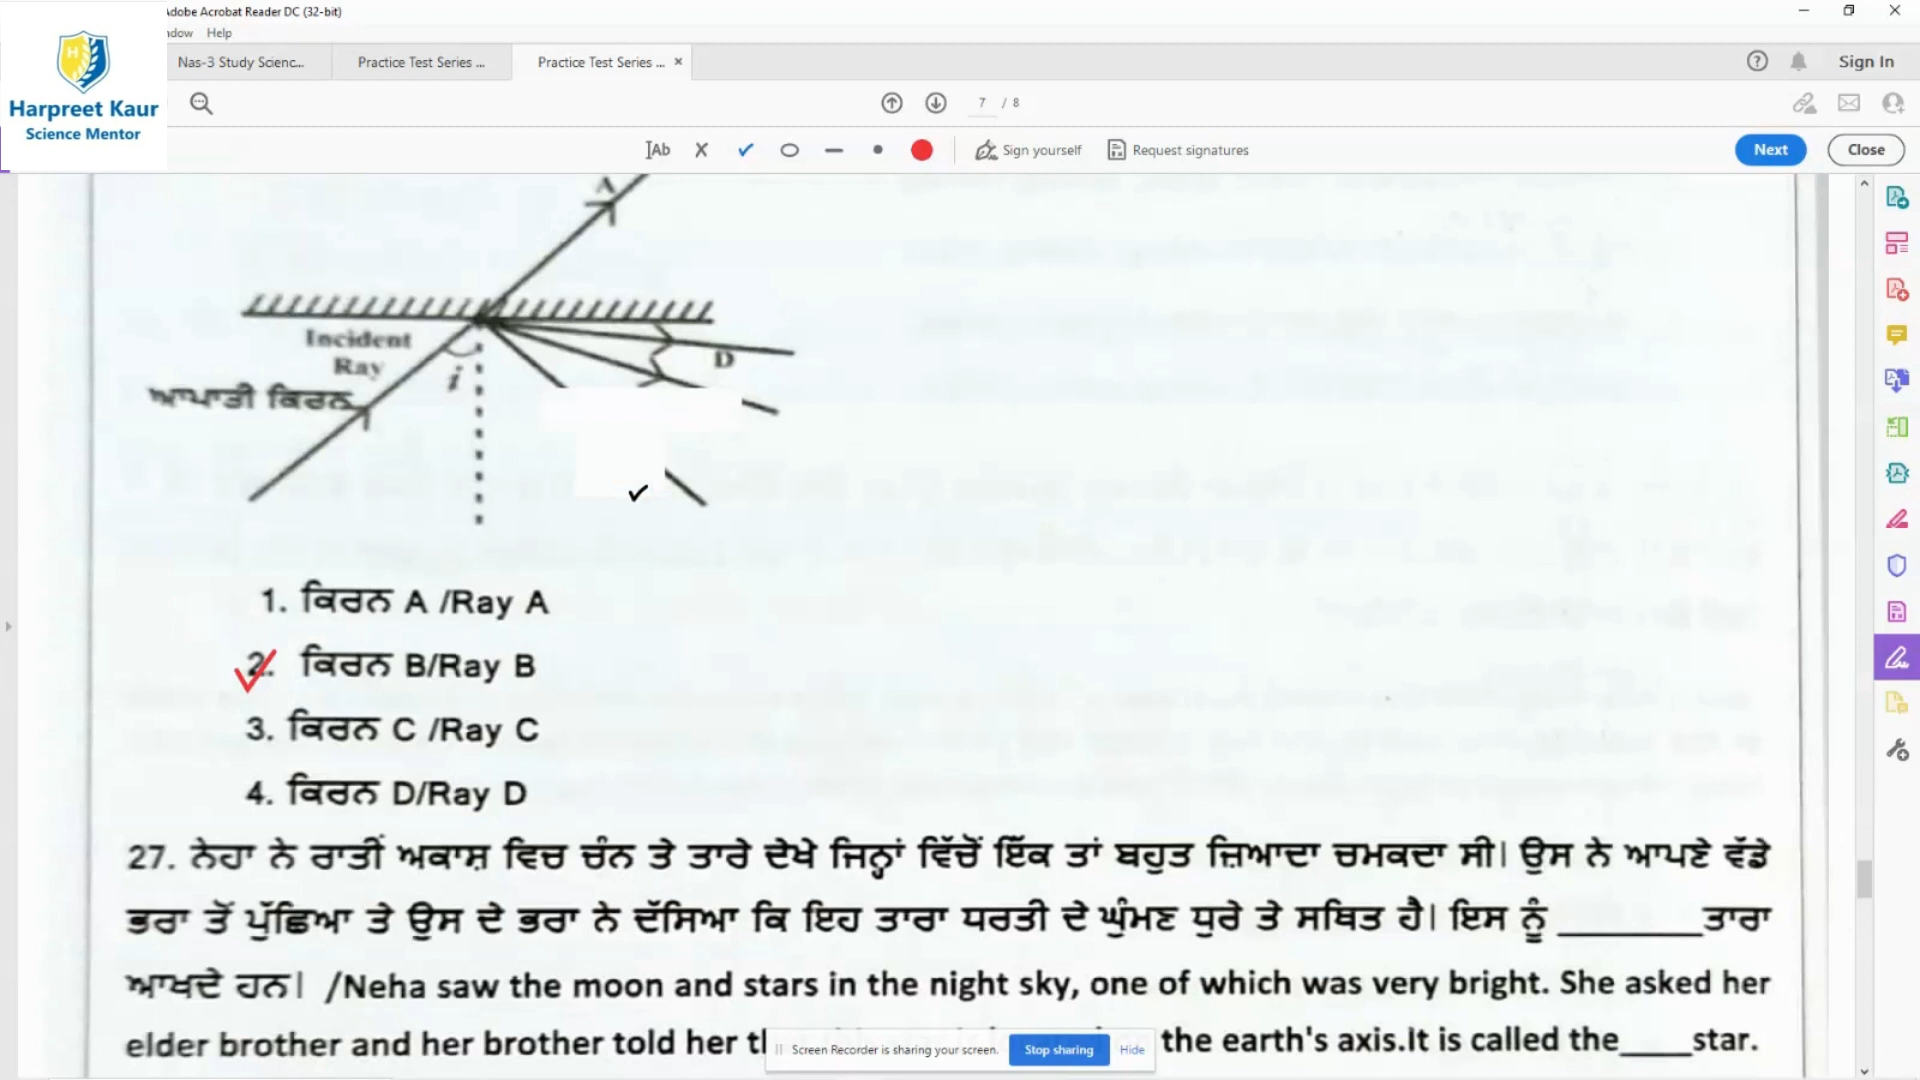 Adobe Acrobat Reader DC (32-bit)
ndow Help
Harpreet Kaur
Science Mentor
Nas-3 Study Scienc...
Practice Test Series ...
Practice Test Series ... ×
Sign In
7 / 8
Ab
Sign yourself
Request signatures
Next
Close
A
Incident
Ray
i
D
ਆਪਾਤੀ ਕਿਰਨ
1. ਕਿਰਨ A /Ray A
2. ਕਿਰਨ B/Ray B
3. ਕਿਰਨ C /Ray C
4. ਕਿਰਨ D/Ray D
27. ਨੇਹਾ ਨੇ ਰਾਤੀਂ ਅਕਾਸ਼ ਵਿਚ ਚੰਨ ਤੇ ਤਾਰੇ ਦੇਖੇ ਜਿਨ੍ਹਾਂ ਵਿੱਚੋਂ ਇੱਕ ਤਾਂ ਬਹੁਤ ਜ਼ਿਆਦਾ ਚਮਕਦਾ ਸੀ। ਉਸ ਨੇ ਆਪਣੇ ਵੱਡੇ
ਭਰਾ ਤੋਂ ਪੁੱਛਿਆ ਤੇ ਉਸ ਦੇ ਭਰਾ ਨੇ ਦੱਸਿਆ ਕਿ ਇਹ ਤਾਰਾ ਧਰਤੀ ਦੇ ਘੁੰਮਣ ਧੁਰੇ ਤੇ ਸਥਿਤ ਹੈ। ਇਸ ਨੂੰ ________ਤਾਰਾ
ਆਖਦੇ ਹਨ। /Neha saw the moon and stars in the night sky, one of which was very bright. She asked her
elder brother and her brother told her the earth's axis.It is called the____star.
Screen Recorder is sharing your screen. Stop sharing Hide